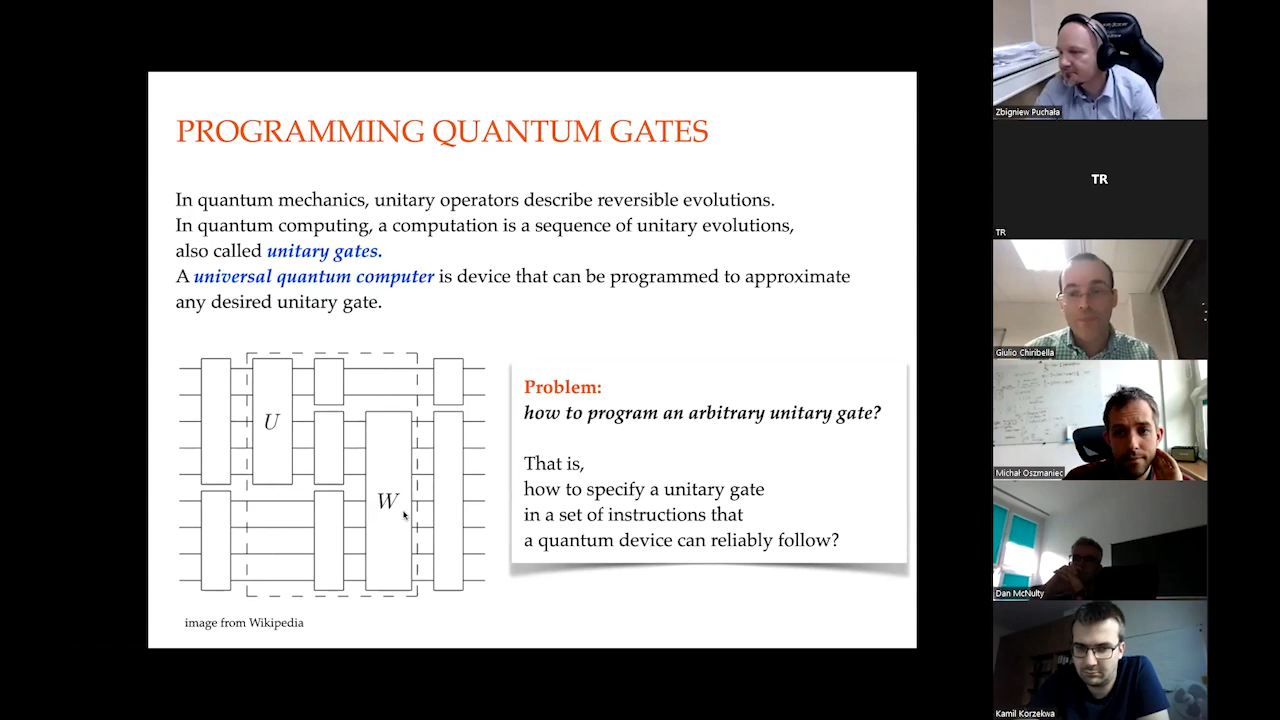 PROGRAMMING QUANTUM GATES
In quantum mechanics, unitary operators describe reversible evolutions.
In quantum computing, a computation is a sequence of unitary evolutions,
also called unitary gates.
A universal quantum computer is device that can be programmed to approximate
any desired unitary gate.
U
W
image from Wikipedia
Problem:
how to program an arbitrary unitary gate?
That is,
how to specify a unitary gate
in a set of instructions that
a quantum device can reliably follow?
Zbigniew Puchała
TR
TR
Giulio Chiribella
Michał Oszmaniec
Dan McNulty
Kamil Korzekwa